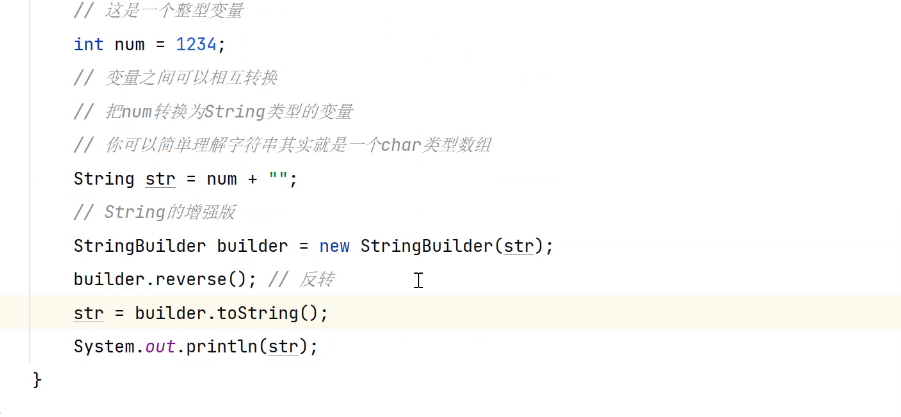 // 这是一个整型变量
int num = 1234;
// 变量之间可以相互转换
// 把num转换为String类型的变量
// 你可以简单理解字符串其实就是一个char类型数组
String str = num + "";
// String的增强版
StringBuilder builder = new StringBuilder(str);
builder.reverse(); // 反转
str = builder.toString();
System.out.println(str);
}